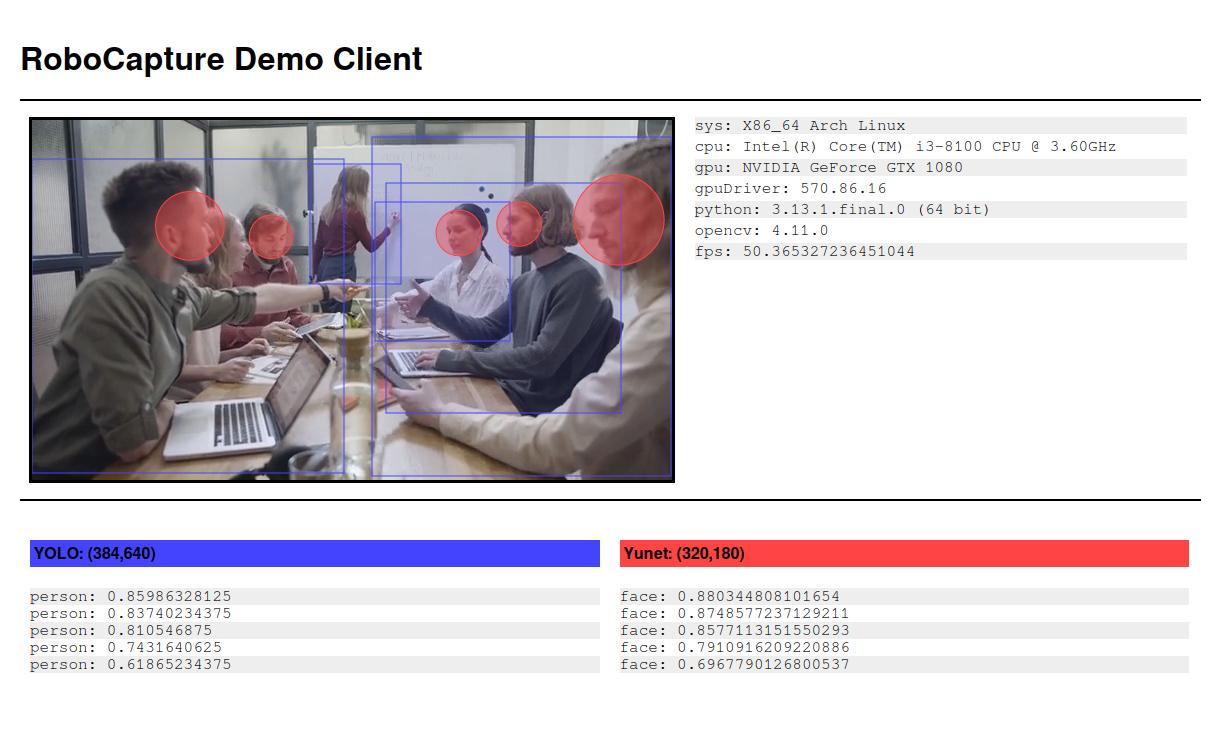 RoboCapture Demo Client
sys: X86_64 Arch Linux
cpu: Intel(R) Core(TM) i3-8100 CPU @ 3.60GHz
gpu: NVIDIA GeForce GTX 1080
gpuDriver: 570.86.16
python: 3.13.1.final.0 (64 bit)
opencv: 4.11.0
fps: 50.365327236451044
YOLO: (384,640)
person: 0.85986328125
person: 0.83740234375
person: 0.810546875
person: 0.7431640625
person: 0.61865234375
Yunet: (320,180)
face: 0.880344808101654
face: 0.8748577237129211
face: 0.8577113151550293
face: 0.7910916209220886
face: 0.6967790126800537